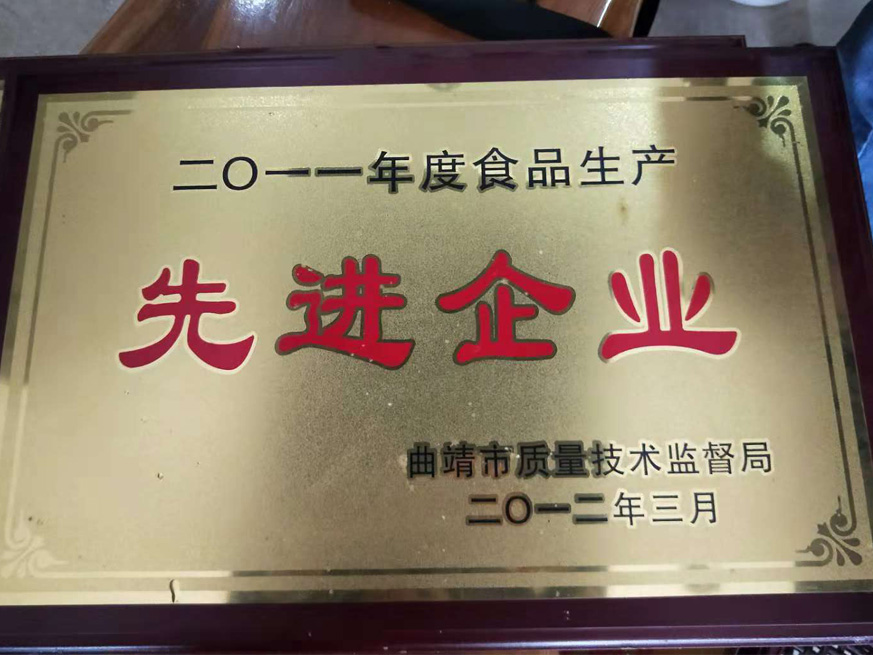 二〇一一年度食品生产
先进企业
曲靖市质量技术监督局
二〇一二年三月